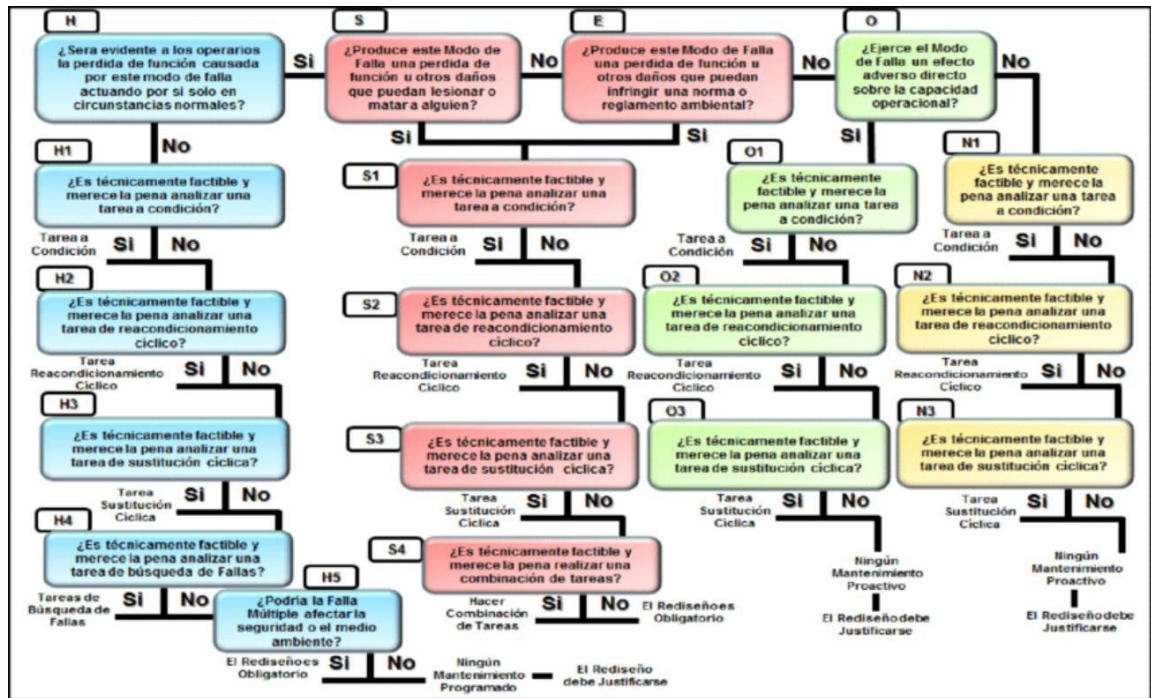 H
¿Sera evidente a los operarios
la perdida de función causada
por este modo de falla
actuando por si solo en
circunstancias normales?
Si
S
¿Produce este Modo de
Falla una perdida de
función u otros daños
que puedan lesionar o
matar a alguien?
No
E
¿Produce este Modo de Falla
una perdida de función u
otros daños que puedan
infringir una norma o
reglamento ambiental?
No
O
¿Ejerce el Modo
de Falla un efecto
adverso directo
sobre la capacidad
operacional?
No
No
Si
Si
Si
H1
¿Es técnicamente factible y
merece la pena analizar una
tarea a condición?
Tarea a
Condición
Si
No
H2
¿Es técnicamente factible y
merece la pena analizar una
tarea de reacondicionamiento
cíclico?
Tarea
Reacondicionamiento
Cíclico
Si
No
H3
¿Es técnicamente factible y
merece la pena analizar una
tarea de sustitución cíclica?
Tarea
Sustitución
Cíclica
Si
No
H4
¿Es técnicamente factible y
merece la pena analizar una
tarea de búsqueda de Fallas?
Tareas de
Búsqueda de
Fallas
Si
No
H5
¿Podría la Falla
Múltiple afectar la
seguridad o el medio
ambiente?
El Rediseño es
Obligatorio
Si
No
Ningún
Mantenimiento
Programado
El Rediseño
debe Justificarse
S1
¿Es técnicamente factible y
merece la pena analizar una
tarea a condición?
Tarea a
Condición
Si
No
S2
¿Es técnicamente factible y
merece la pena analizar una
tarea de reacondicionamiento
cíclico?
Tarea
Reacondicionamiento
Cíclico
Si
No
S3
¿Es técnicamente factible y
merece la pena analizar una
tarea de sustitución cíclica?
Tarea
Sustitución
Cíclica
Si
No
S4
¿Es técnicamente factible y
merece la pena realizar una
combinación de tareas?
Hacer
Combinación
de Tareas
Si
No
El Rediseño es
Obligatorio
O1
¿Es técnicamente
factible y merece la
pena analizar una tarea
a condición?
Tarea a
Condición
Si
No
O2
¿Es técnicamente factible y
merece la pena analizar una
tarea de reacondicionamiento
cíclico?
Tarea
Reacondicionamiento
Cíclico
Si
No
O3
¿Es técnicamente factible y
merece la pena analizar una
tarea de sustitución cíclica?
Tarea
Sustitución
Cíclica
Si
No
Ningún
Mantenimiento
Proactivo
El Rediseño debe
Justificarse
N1
¿Es técnicamente
factible y merece la
pena analizar una tarea
a condición?
Tarea a
Condición
Si
No
N2
¿Es técnicamente factible y
merece la pena analizar una
tarea de reacondicionamiento
cíclico?
Tarea
Reacondicionamiento
Cíclico
Si
No
N3
¿Es técnicamente factible y
merece la pena analizar una
tarea de sustitución cíclica?
Tarea
Sustitución
Cíclica
Si
No
Ningún
Mantenimiento
Proactivo
El Rediseño debe
Justificarse